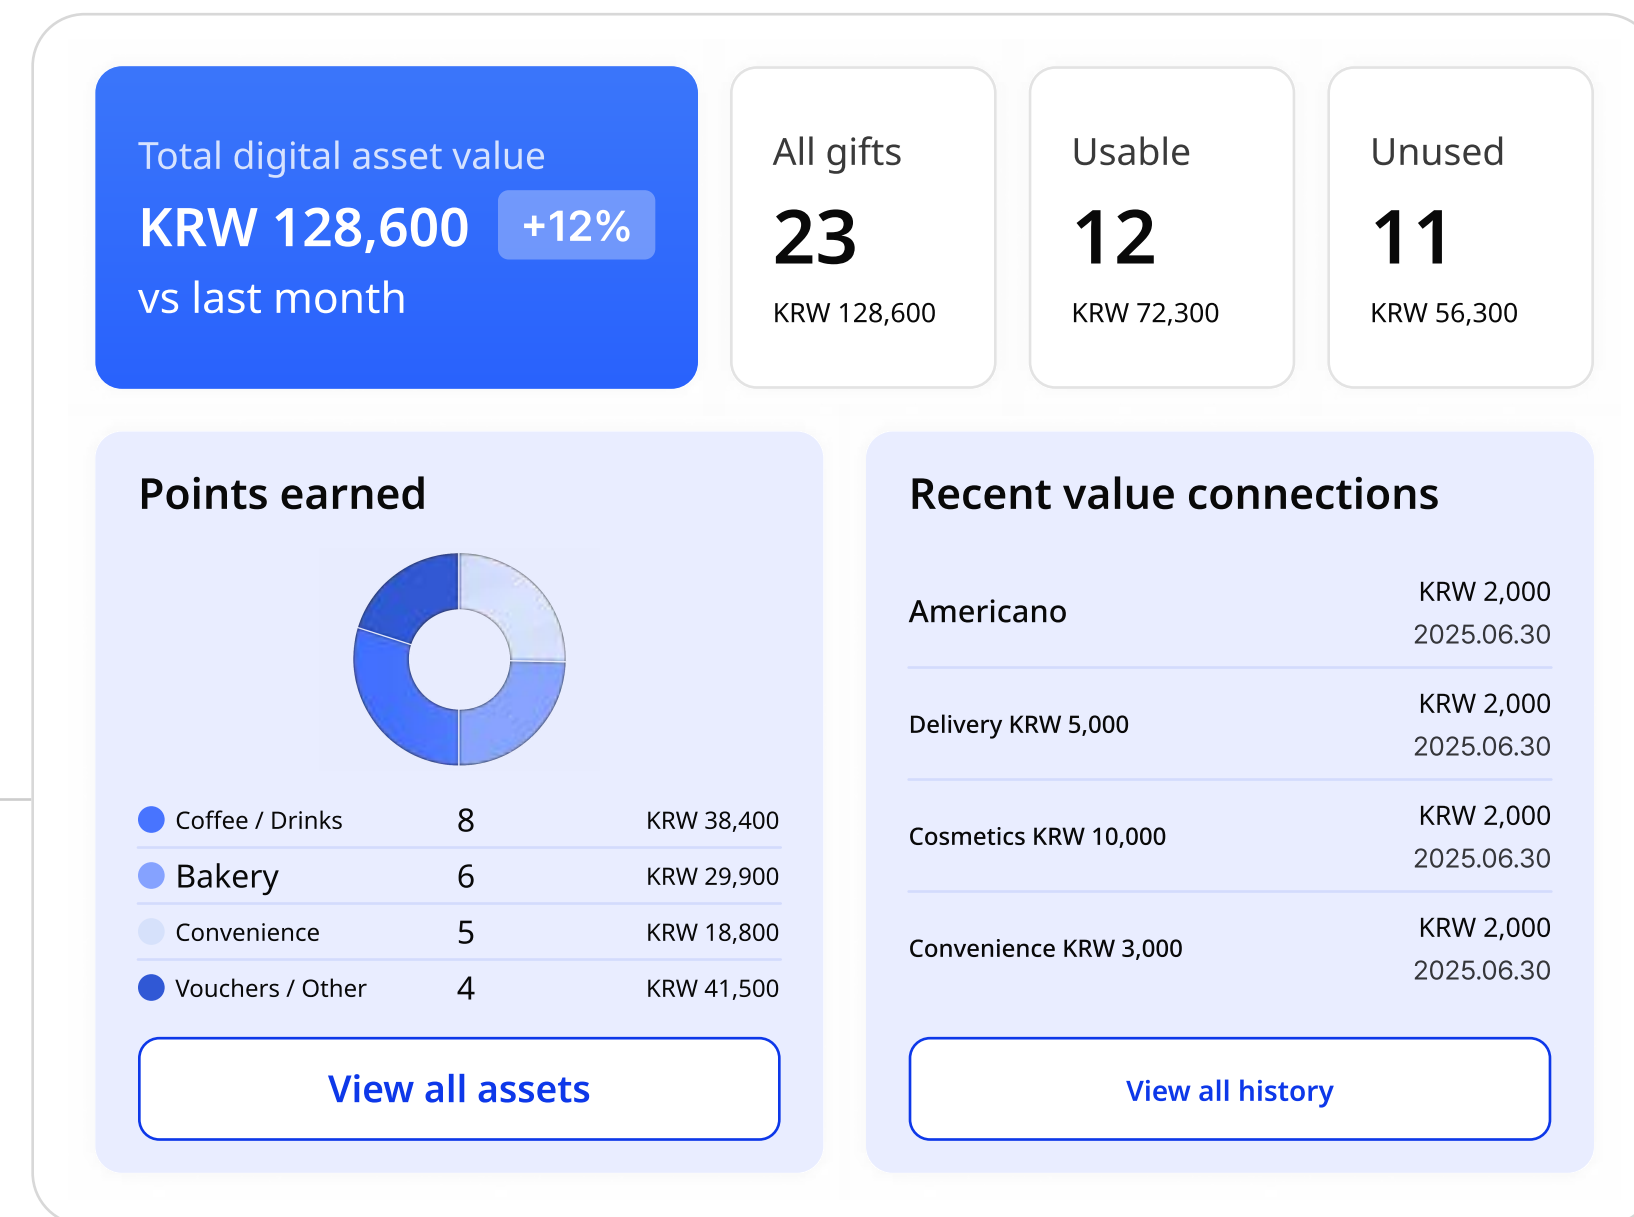 Total digital asset value
KRW 128,600
+12%
vs last month
All gifts
23
KRW 128,600
Usable
12
KRW 72,300
Unused
11
KRW 56,300
Points earned
Coffee / Drinks 8 KRW 38,400
Bakery 6 KRW 29,900
Convenience 5 KRW 18,800
Vouchers / Other 4 KRW 41,500
View all assets
Recent value connections
Americano
KRW 2,000
2025.06.30
Delivery KRW 5,000
KRW 2,000
2025.06.30
Cosmetics KRW 10,000
KRW 2,000
2025.06.30
Convenience KRW 3,000
KRW 2,000
2025.06.30
View all history